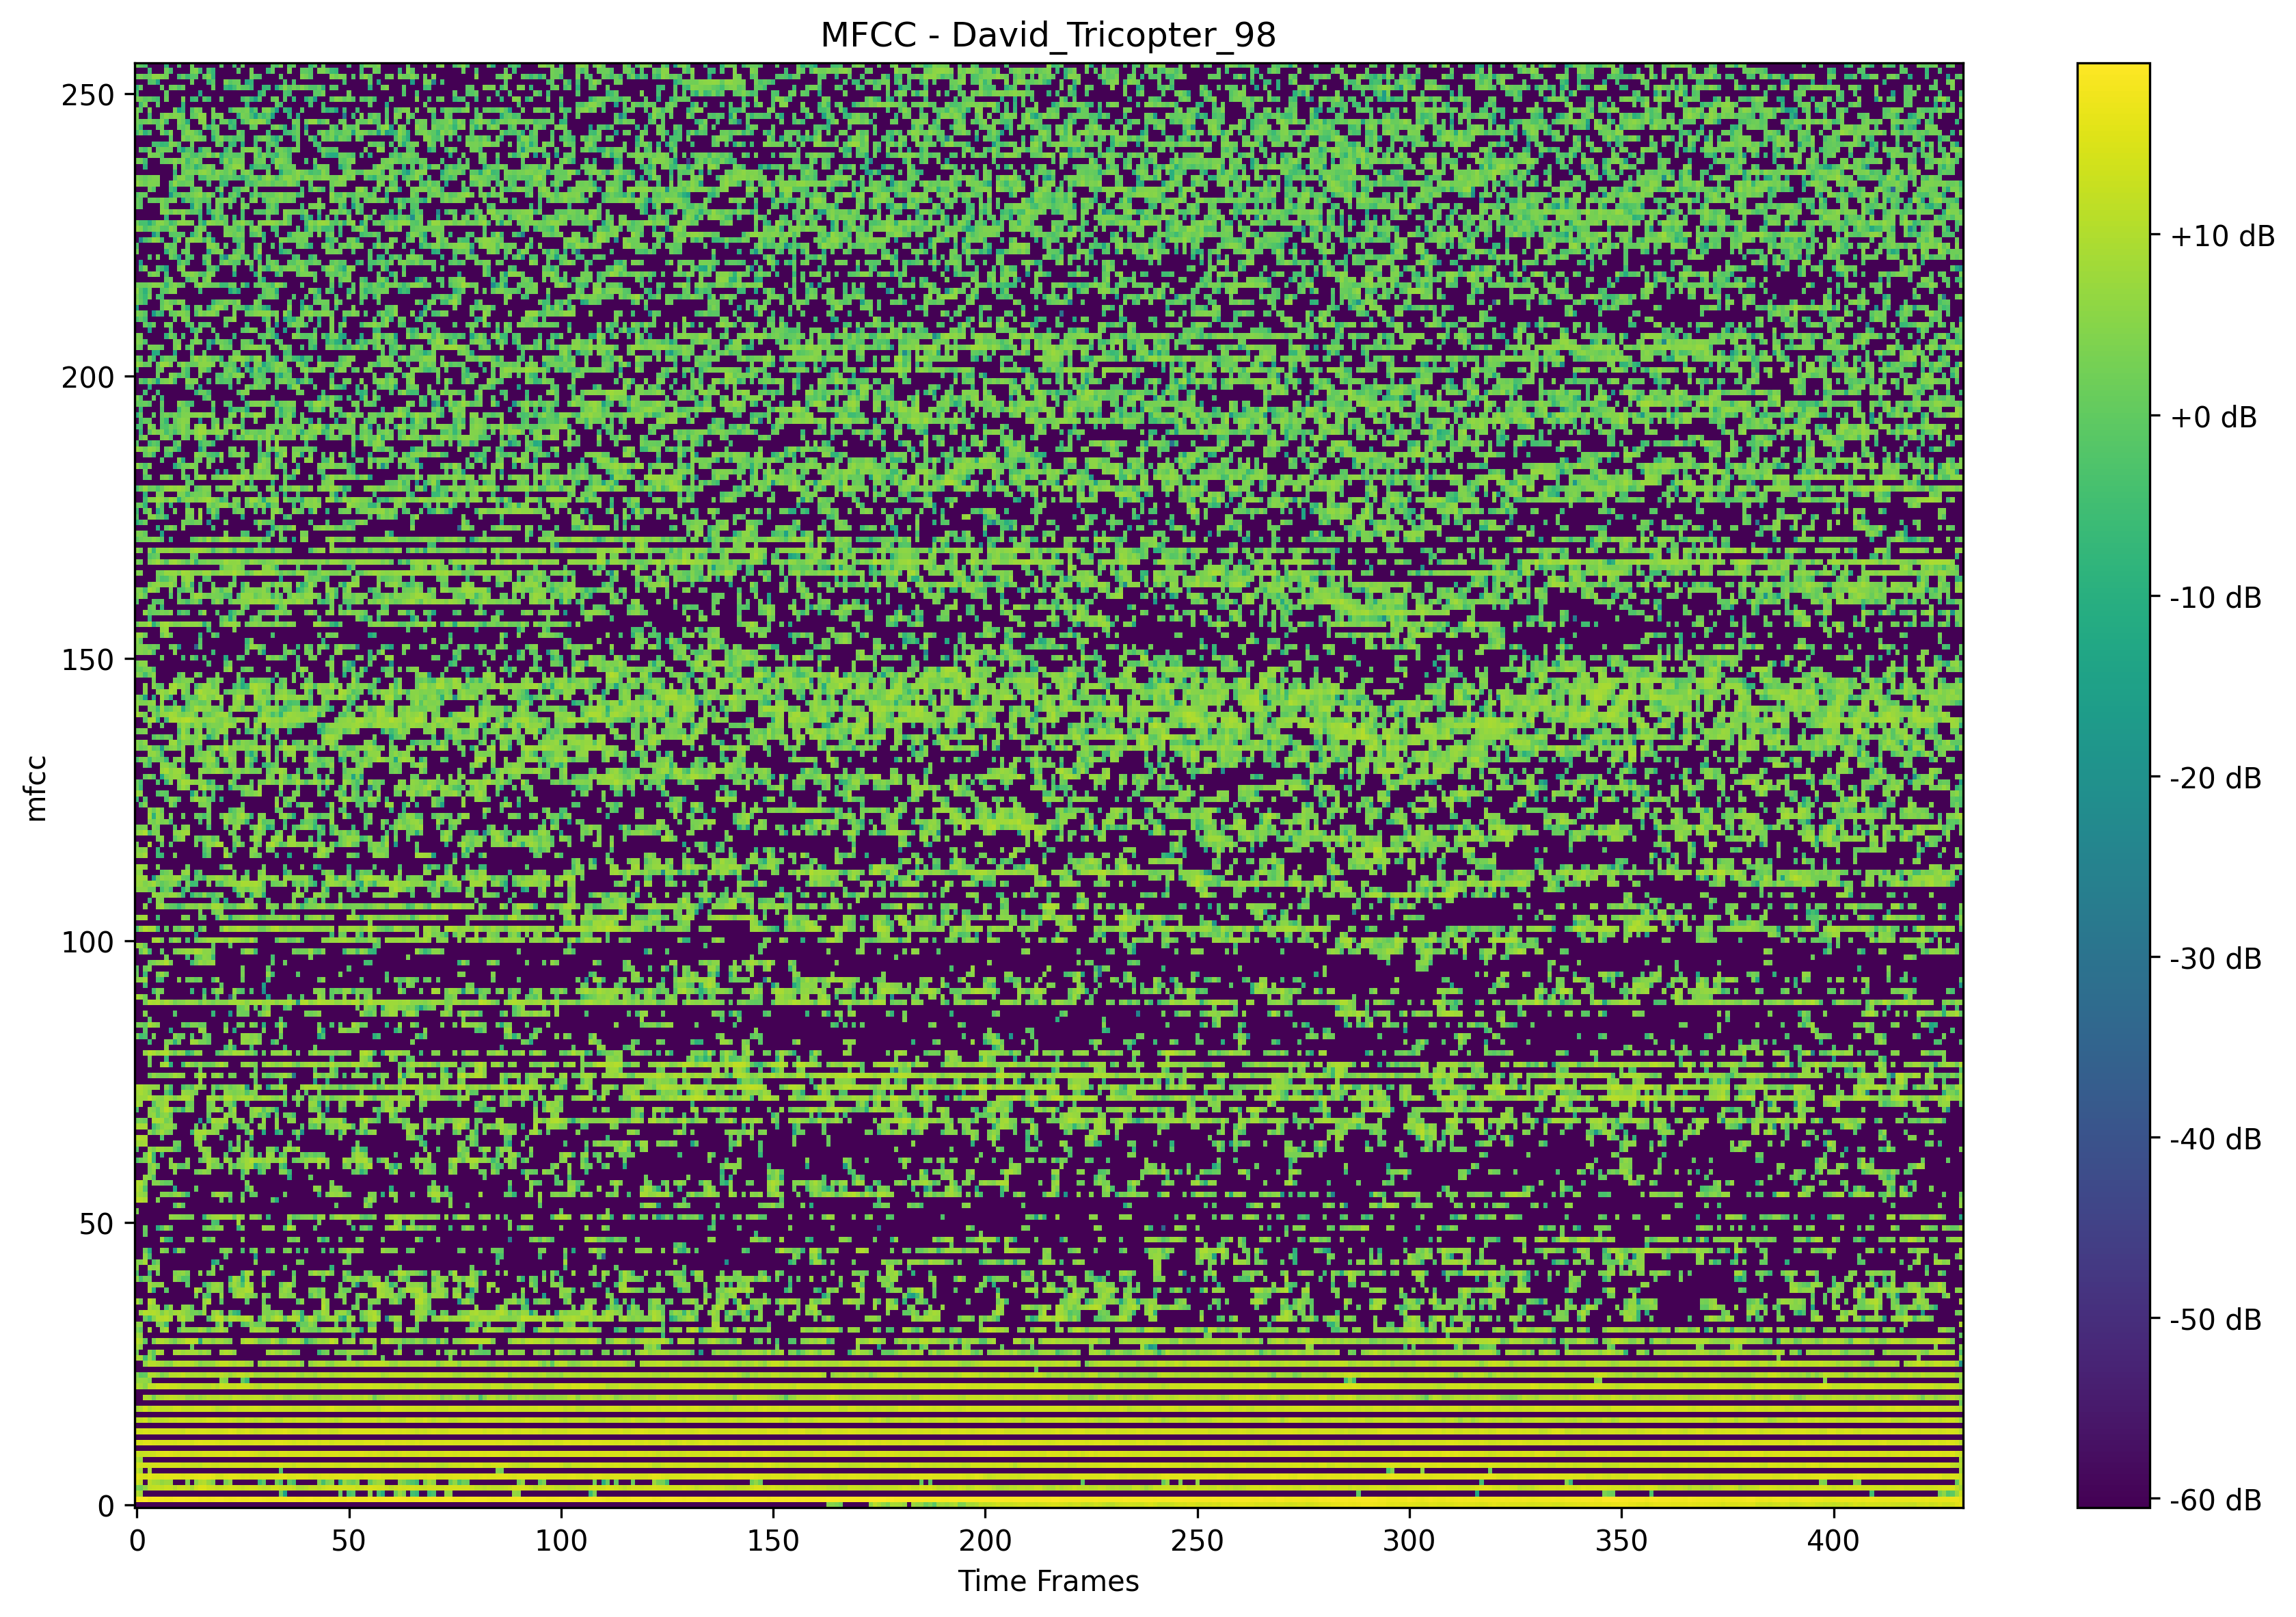 MFCC - David_Tricopter_98
250
200
150
100
50
0
mfcc
0 50 100 150 200 250 300 350 400
Time Frames
+10 dB
+0 dB
-10 dB
-20 dB
-30 dB
-40 dB
-50 dB
-60 dB